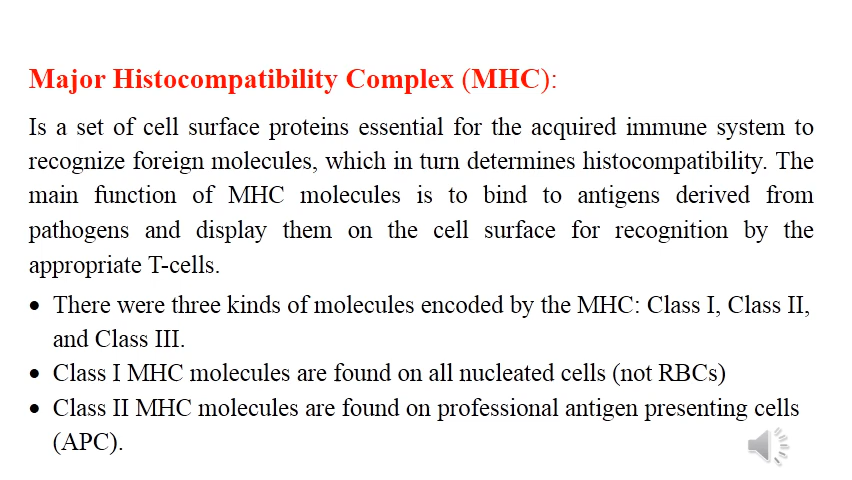 Major Histocompatibility Complex (MHC):
Is a set of cell surface proteins essential for the acquired immune system to
recognize foreign molecules, which in turn determines histocompatibility. The
main function of MHC molecules is to bind to antigens derived from
pathogens and display them on the cell surface for recognition by the
appropriate T-cells.
• There were three kinds of molecules encoded by the MHC: Class I, Class II,
and Class III.
• Class I MHC molecules are found on all nucleated cells (not RBCs)
• Class II MHC molecules are found on professional antigen presenting cells
(APC).